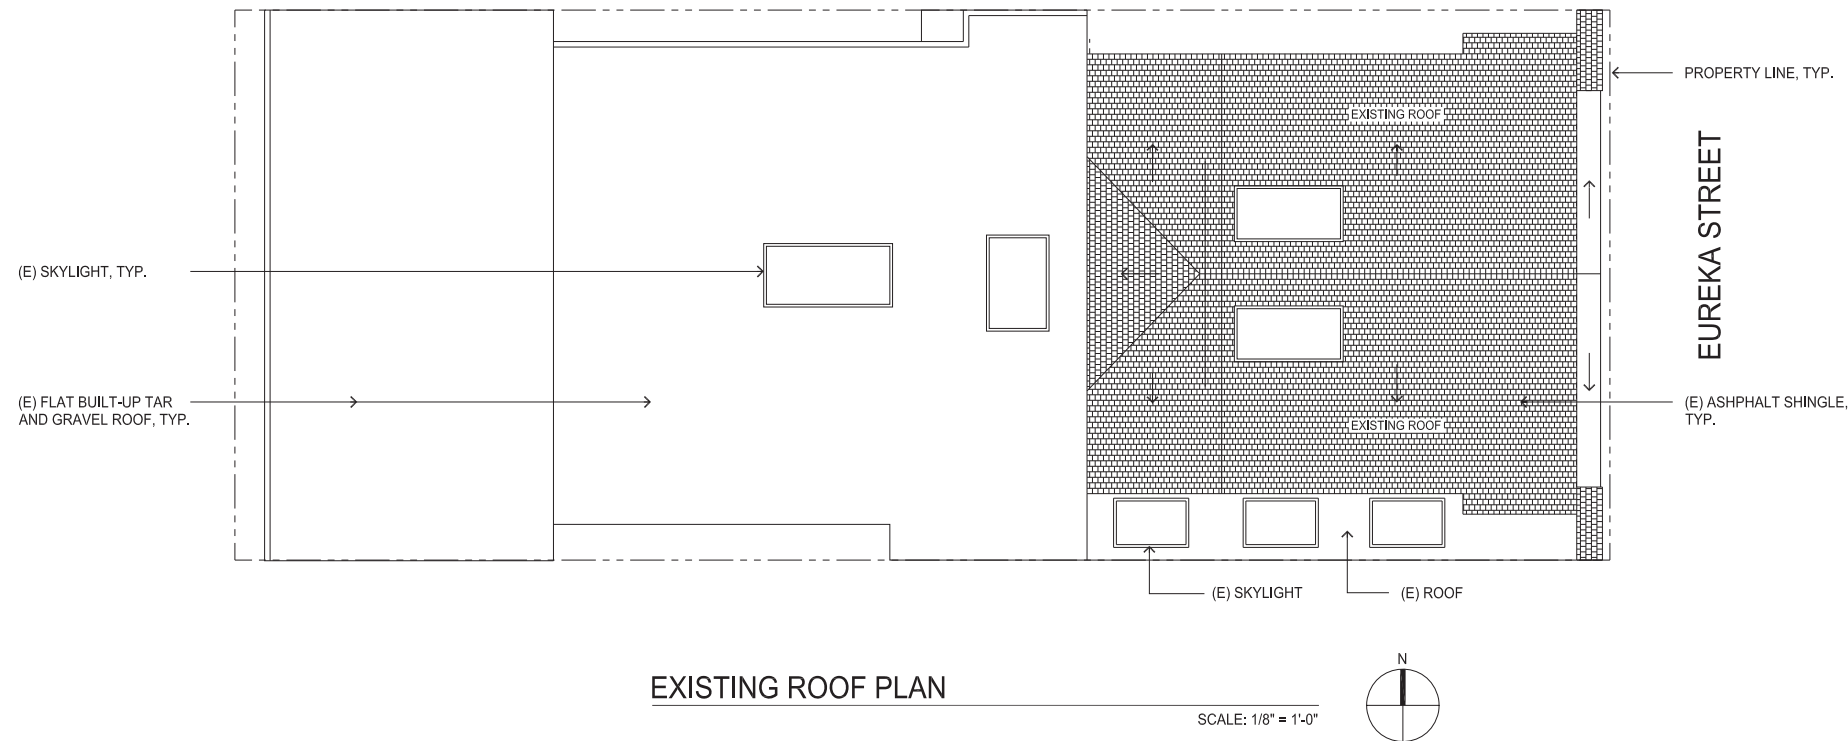 PROPERTY LINE, TYP.
EXISTING ROOF
EUREKA STREET
(E) SKYLIGHT, TYP.
(E) FLAT BUILT-UP TAR
AND GRAVEL ROOF, TYP.
(E) ASHPHALT SHINGLE,
TYP.
EXISTING ROOF
(E) SKYLIGHT
(E) ROOF
N
EXISTING ROOF PLAN
SCALE: 1/8" = 1'-0"